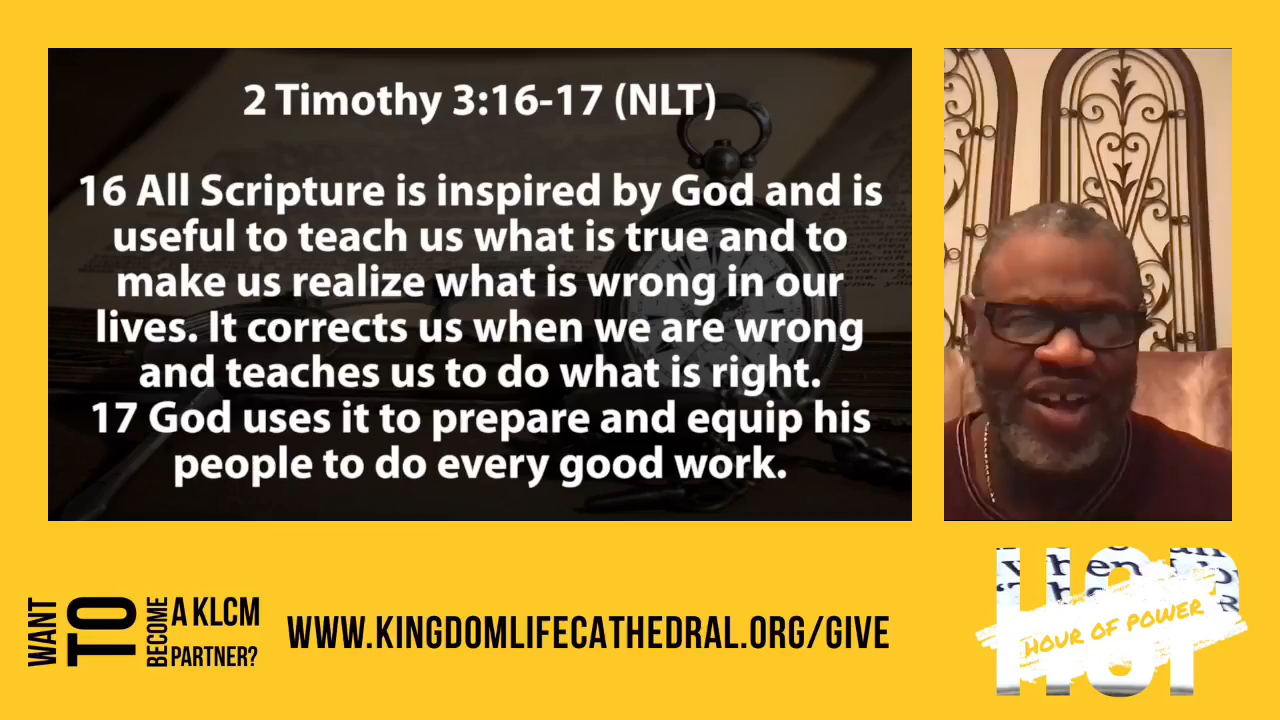 2 Timothy 3:16-17 (NLT)
16 All Scripture is inspired by God and is
useful to teach us what is true and to
make us realize what is wrong in our
lives. It corrects us when we are wrong
and teaches us to do what is right.
17 God uses it to prepare and equip his
people to do every good work.
WANT
TO
BECOME
A KLCM
PARTNER?
WWW.KINGDOMLIFECATHEDRAL.ORG/GIVE
HOP
HOUR OF POWER